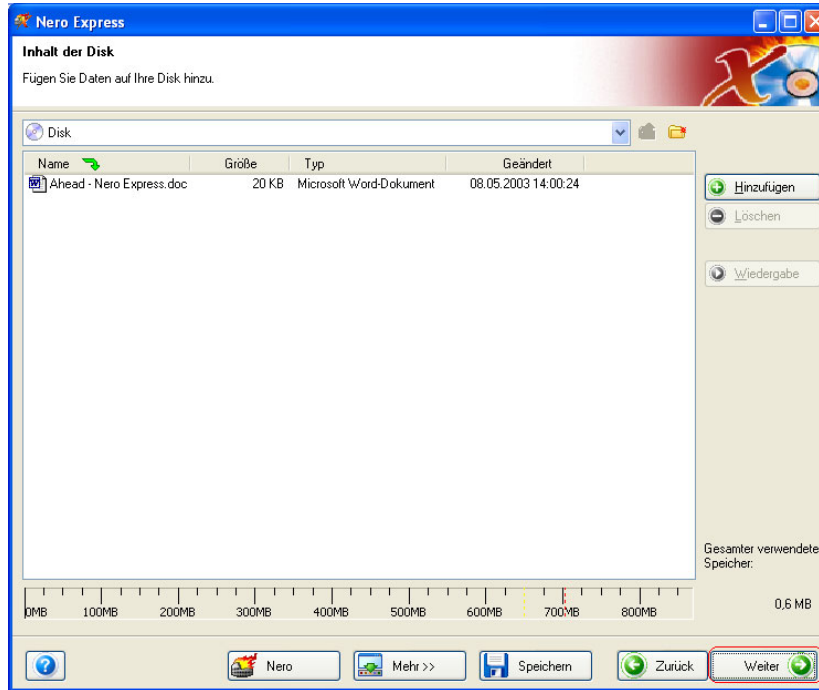 Nero Express
Inhalt der Disk
Fügen Sie Daten auf Ihre Disk hinzu.
Disk
Name Größe Typ Geändert
Ahead - Nero Express.doc 20 KB Microsoft Word-Dokument 08.05.2003 14:00:24
Hinzufügen
Löschen
Wiedergabe
Gesamter verwendete
Speicher:
0MB 100MB 200MB 300MB 400MB 500MB 600MB 700MB 800MB
0,6 MB
Nero Mehr >> Speichern Zurück Weiter